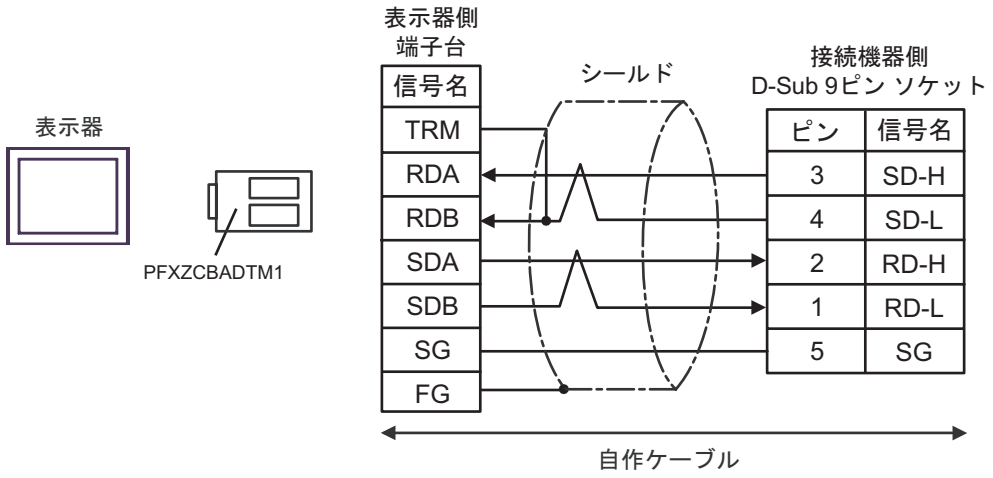 表示器
PFXZCBADTM1
表示器側
端子台
信号名
TRM
RDA
RDB
SDA
SDB
SG
FG
シールド
接続機器側
D-Sub 9ピン ソケット
ピン 信号名
3 SD-H
4 SD-L
2 RD-H
1 RD-L
5 SG
自作ケーブル